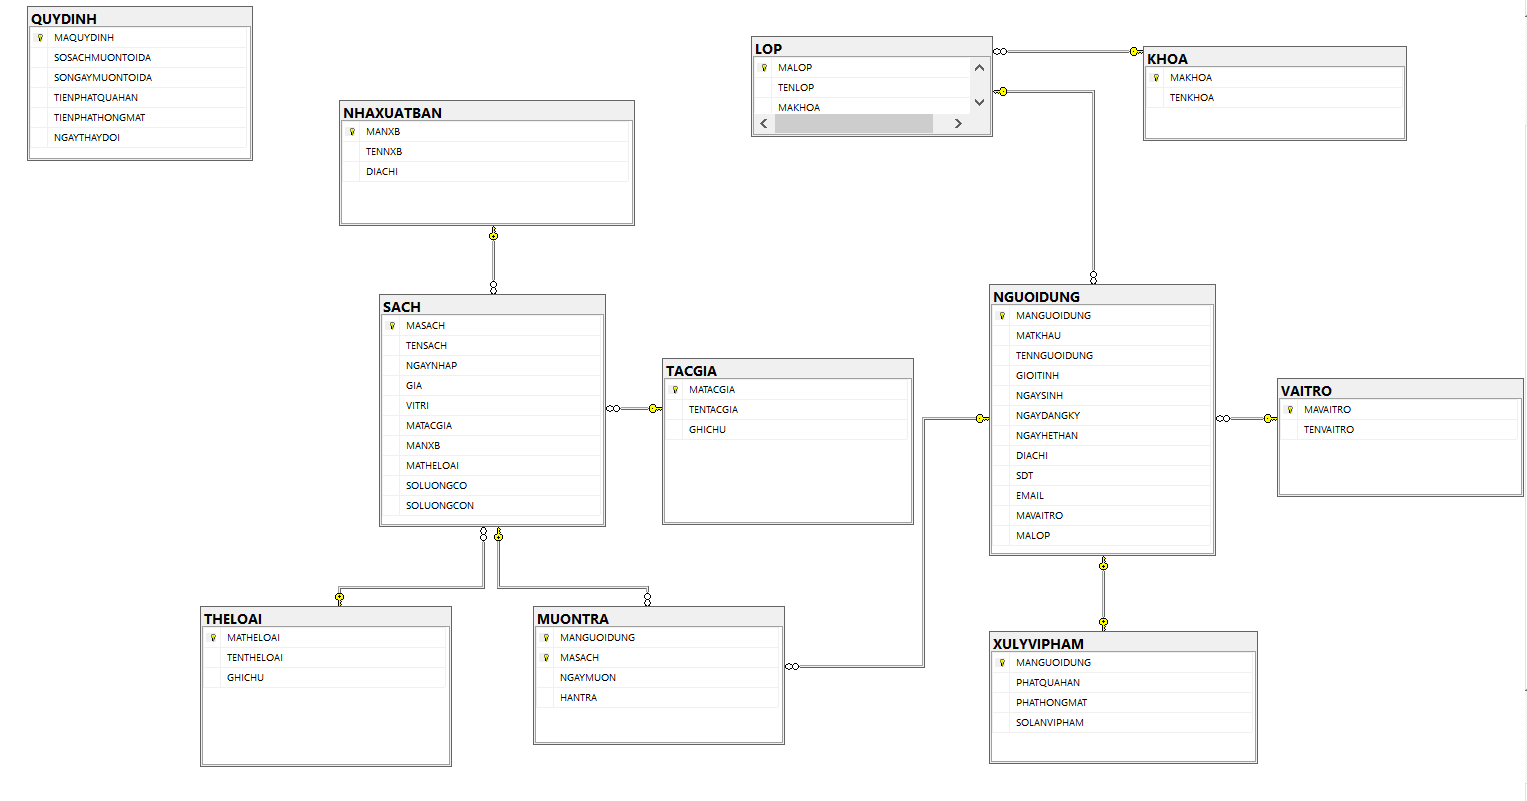 QUYDINH
MAQUYDINH
SOSACHMUONTOIDA
SONGAYMUONTOIDA
TIENPHATQUAHAN
TIENPHATHONGMAT
NGAYTHAYDOI
NHAXUATBAN
MANXB
TENNXB
DIACHI
LOP
MALOP
TENLOP
MAKHOA
KHOA
MAKHOA
TENKHOA
SACH
MASACH
TENSACH
NGAYNHAP
GIA
VITRI
MATACGIA
MANXB
MATHELOAI
SOLUONGCO
SOLUONGCON
TACGIA
MATACGIA
TENTACGIA
GHICHU
NGUOIDUNG
MANGUOIDUNG
MATKHAU
TENNGUOIDUNG
GIOITINH
NGAYSINH
NGAYDANGKY
NGAYHETHAN
DIACHI
SDT
EMAIL
MAVAITRO
MALOP
VAITRO
MAVAITRO
TENVAITRO
THELOAI
MATHELOAI
TENTHELOAI
GHICHU
MUONTRA
MANGUOIDUNG
MASACH
NGAYMUON
HANTRA
XULYVIPHAM
MANGUOIDUNG
PHATQUAHAN
PHATHONGMAT
SOLANVIPHAM